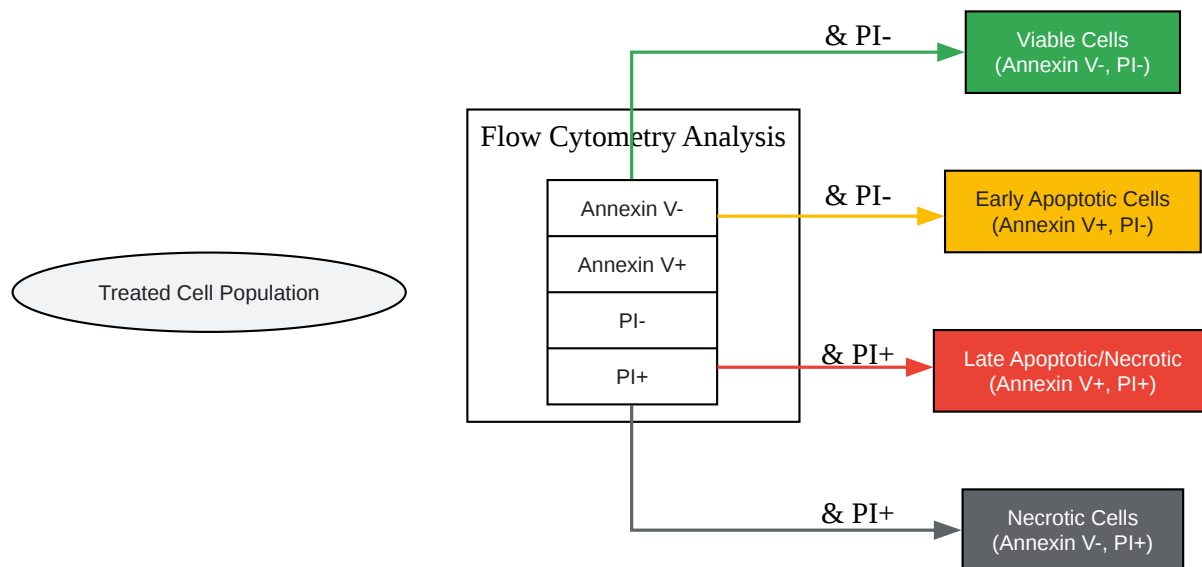 & PI-
Viable Cells
(Annexin V-, PI-)
Flow Cytometry Analysis
Annexin V-
Annexin V+
PI-
PI+
& PI-
Early Apoptotic Cells
(Annexin V+, PI-)
Treated Cell Population
& PI+
Late Apoptotic/Necrotic
(Annexin V+, PI+)
& PI+
Necrotic Cells
(Annexin V-, PI+)